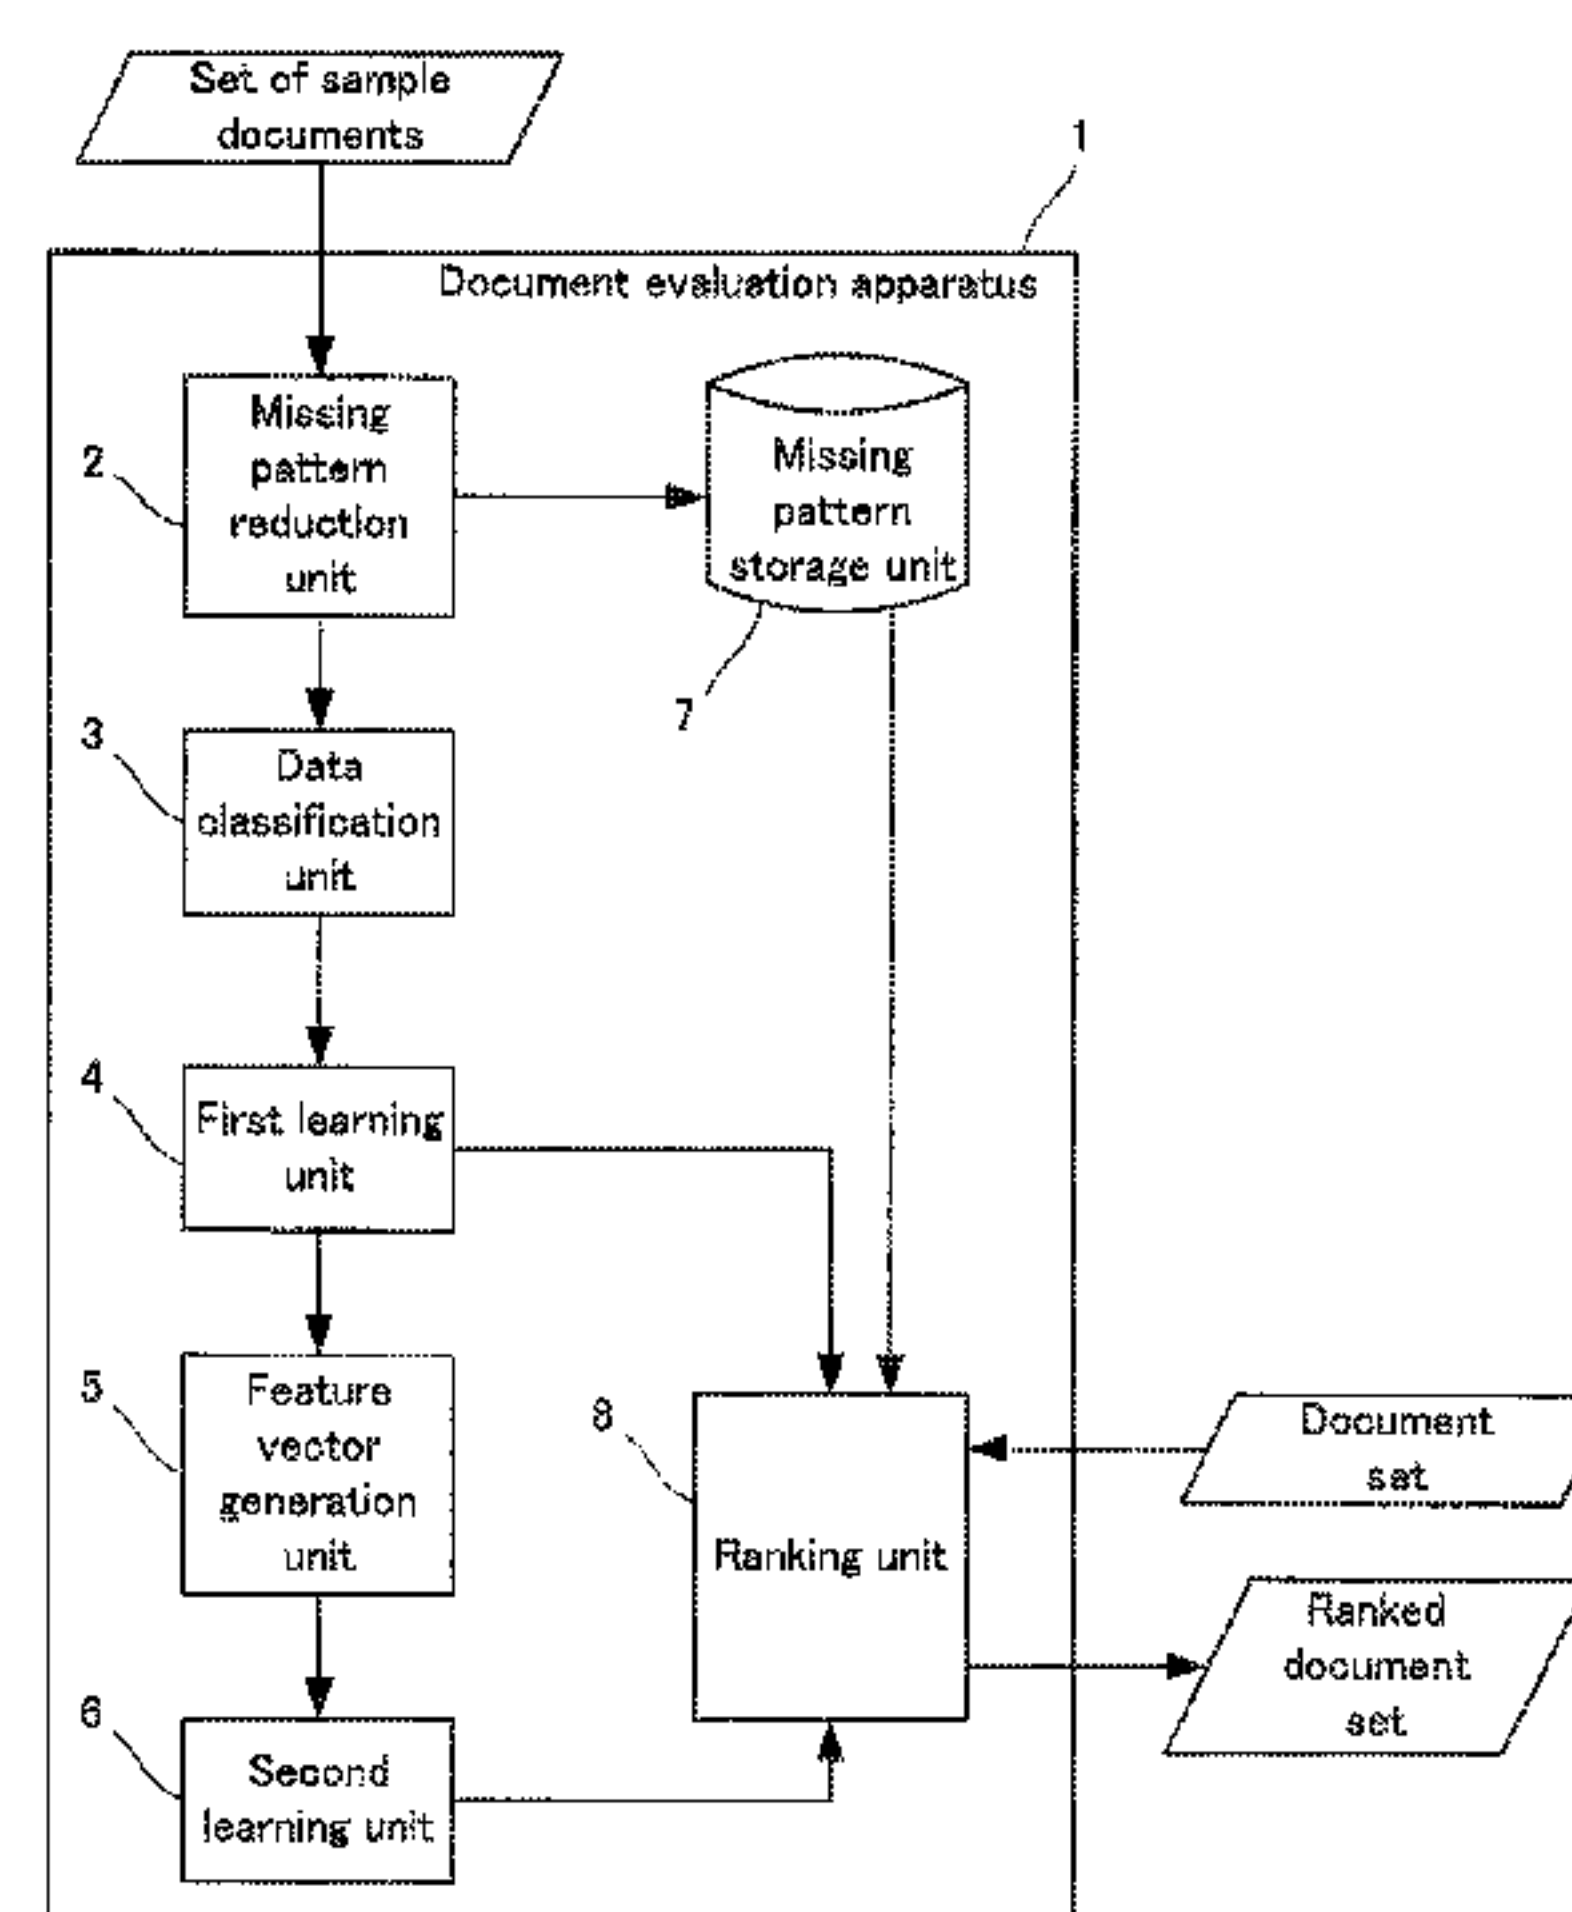 Set of sample
documents
1
Document evaluation apparatus
2
Missing
pattern
reduction
unit
Missing
pattern
storage unit
7
3
Data
classification
unit
4
First learning
unit
5
Feature
vector
generation
unit
8
Ranking unit
Document
set
Ranked
document
set
6
Second
learning unit